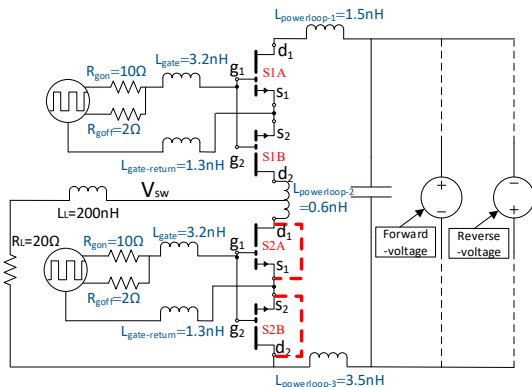 L powerloop-1=1.5nH
L gate=3.2nH
d1
Rgon=10Ω
g1
S1A
s1
Rgoff=2Ω
s2
S1B
g2
Lgate-return=1.3nH
d2
Lpowerloop-2
=0.6nH
Vsw
LL=200nH
RL=20Ω
Rgon=10Ω
Lgate=3.2nH
S2A
d1
g1
s1
Rgoff=2Ω
Forward
-voltage
Reverse
-voltage
s2
S2B
Lgate-return=1.3nH
g2
d2
Lpowerloop-3=3.5nH